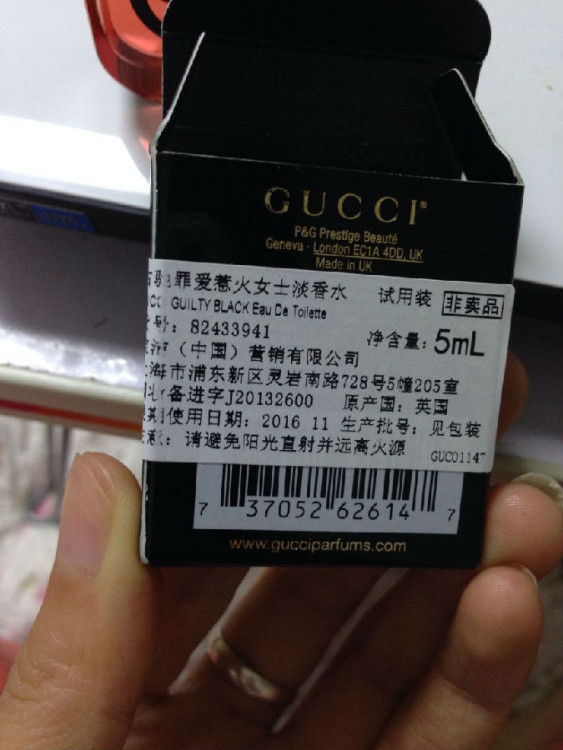 GUCCI®
P&G Prestige Beauté
Geneva - London EC1A 4DD, UK
Made in UK
罪爱惹火女士淡香水 试用装 非卖品
GUILTY BLACK Eau De Toilette
号: 82433941 净含量: 5mL
(中国) 营销有限公司
海市浦东新区灵岩南路728号5幢205室
备进字J20132600 原产国: 英国
使用日期: 2016 11 生产批号: 见包装
请避免阳光直射并远离火源 GUC01147
7 37052 62614 7
www.gucciparfums.com